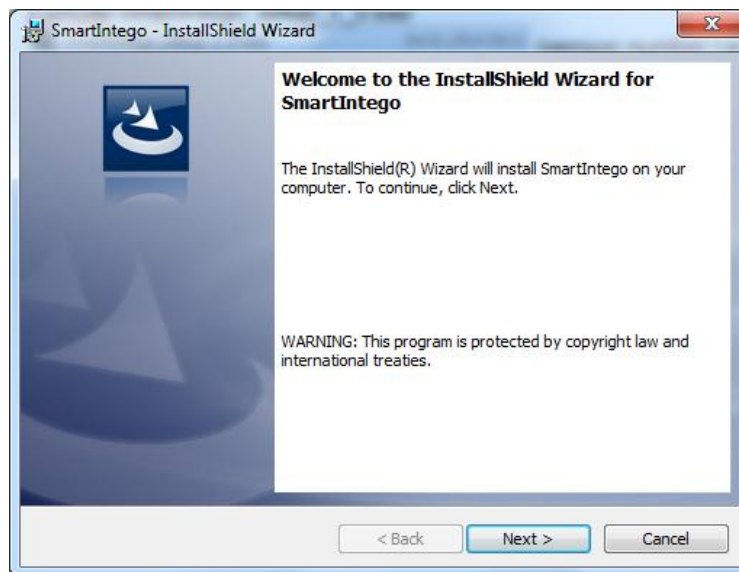 SmartIntego - InstallShield Wizard
Welcome to the InstallShield Wizard for
SmartIntego
The InstallShield(R) Wizard will install SmartIntego on your
computer. To continue, click Next.
WARNING: This program is protected by copyright law and
international treaties.
< Back
Next >
Cancel